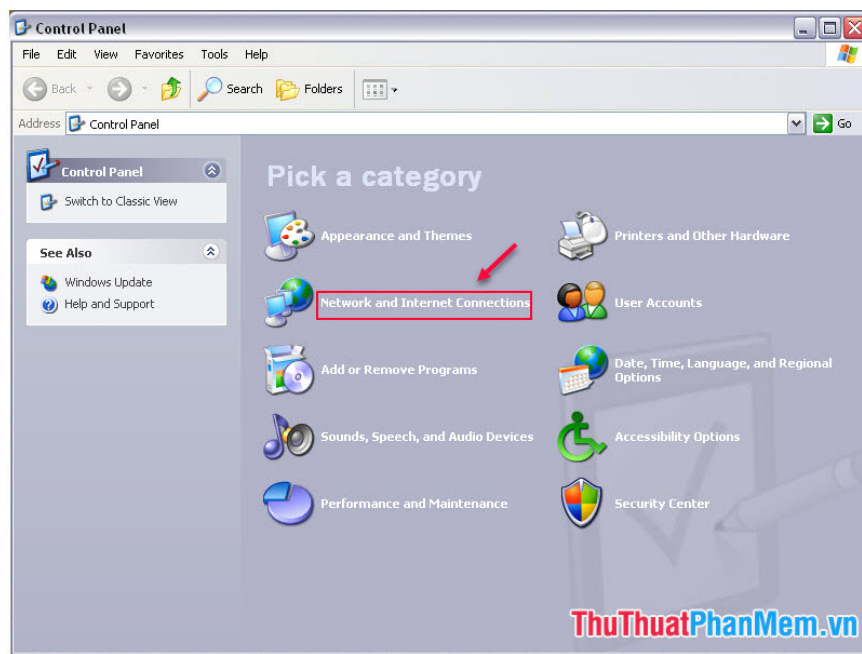 Control Panel
File Edit View Favorites Tools Help
Back Search Folders
Address Control Panel Go
Control Panel
Switch to Classic View
See Also
Windows Update
Help and Support
Pick a category
Appearance and Themes
Printers and Other Hardware
Network and Internet Connections
User Accounts
Add or Remove Programs
Date, Time, Language, and Regional
Options
Sounds, Speech, and Audio Devices
Accessibility Options
Performance and Maintenance
Security Center
ThuThuatPhanMem.vn